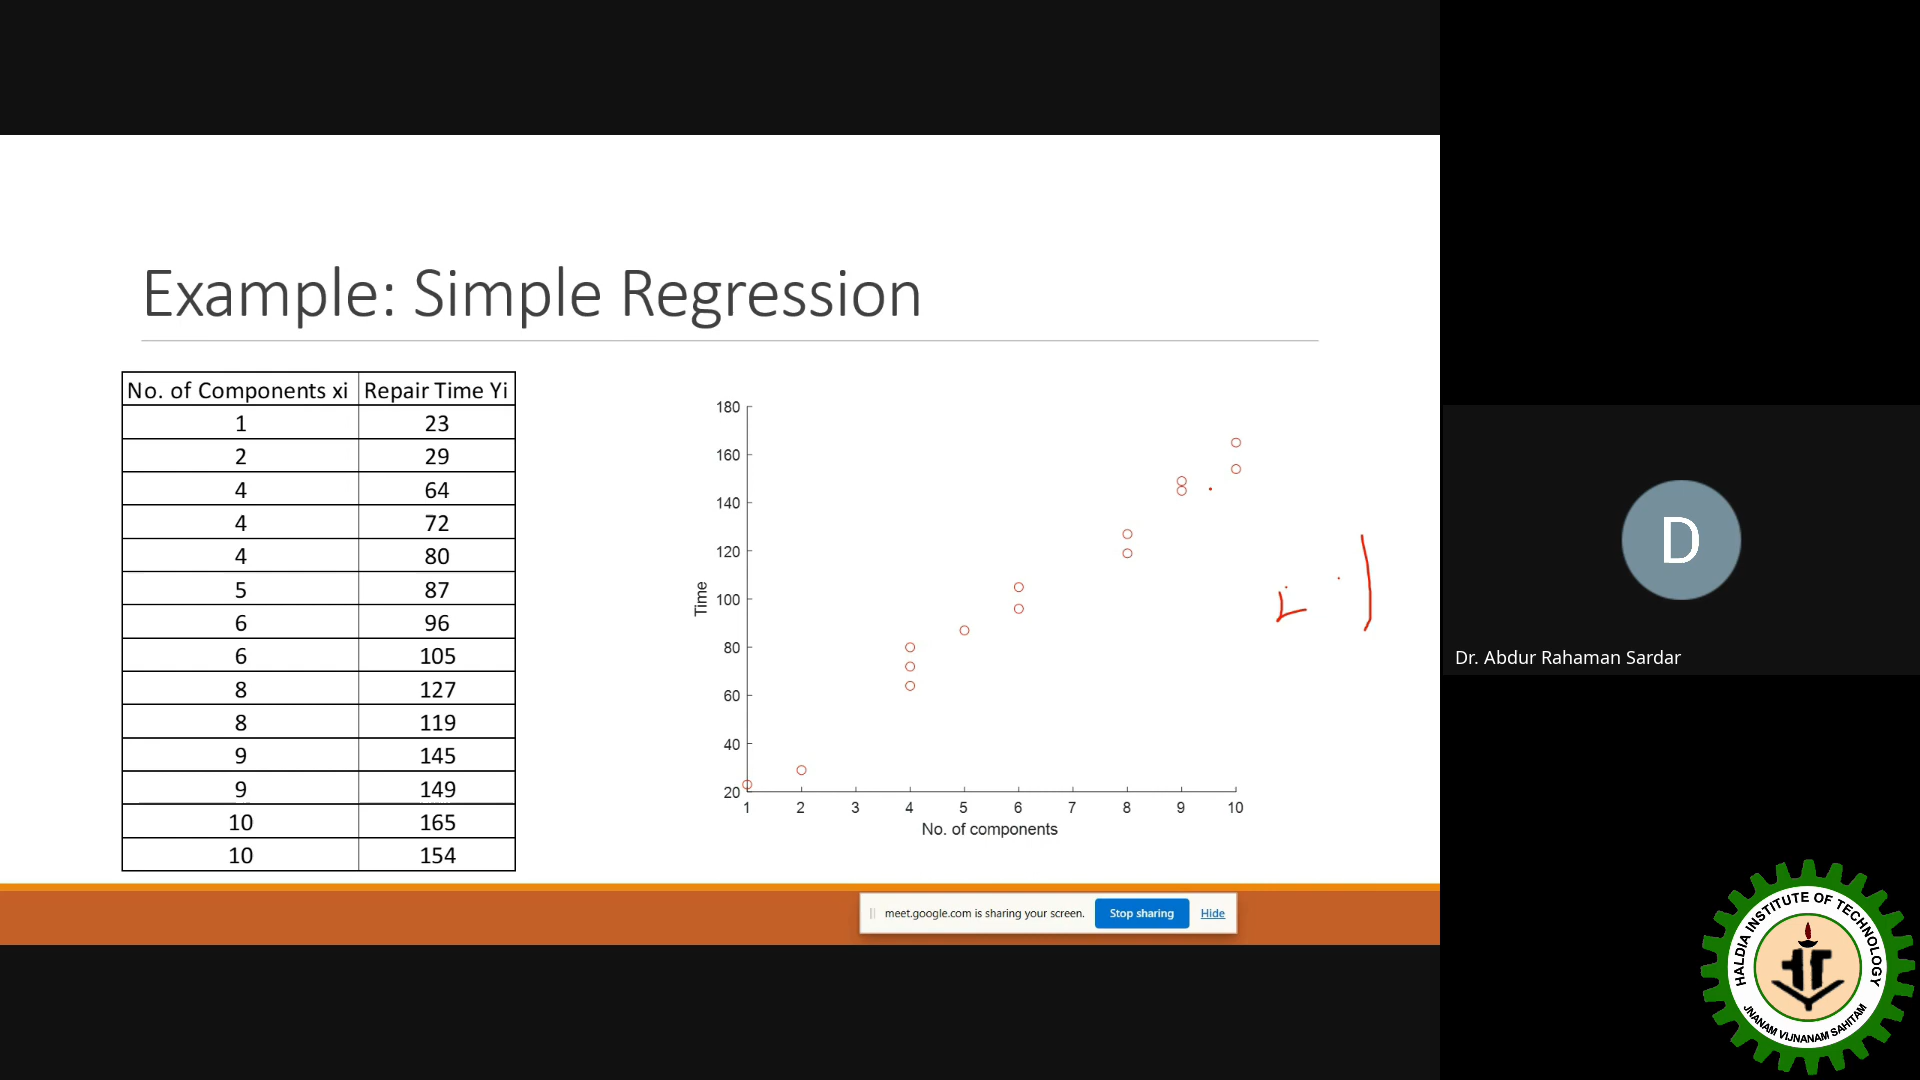 Example: Simple Regression
No. of Components xi Repair Time Yi
1 23
2 29
4 64
4 72
4 80
5 87
6 96
6 105
8 127
8 119
9 145
9 149
10 165
10 154
180
160
140
120
100
80
60
40
20
Time
1 2 3 4 5 6 7 8 9 10
No. of components
meet.google.com is sharing your screen. Stop sharing Hide
D
Dr. Abdur Rahaman Sardar
HALDIA INSTITUTE OF TECHNOLOGY
JNANAM VIJNANAM SAHITAM